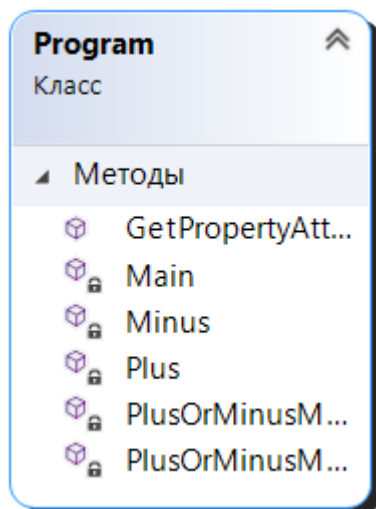 Program
Класс
Методы
GetPropertyAtt...
Main
Minus
Plus
PlusOrMinusM...
PlusOrMinusM...